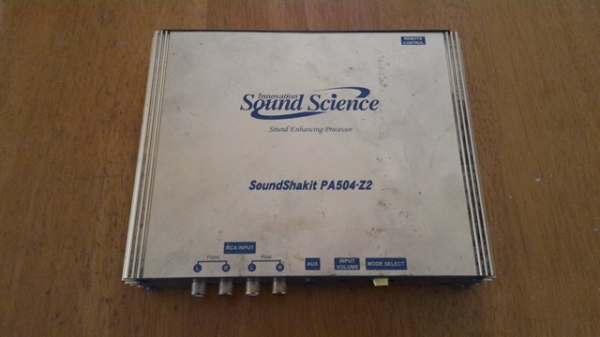 REMOTE
CONTROL
Innovation
Sound Science
Sound Enhancing Processor
SoundShakit PA504-Z2
RCA INPUT
Front Rear
L R L R
AUX
INPUT
VOLUME
MODE SELECT